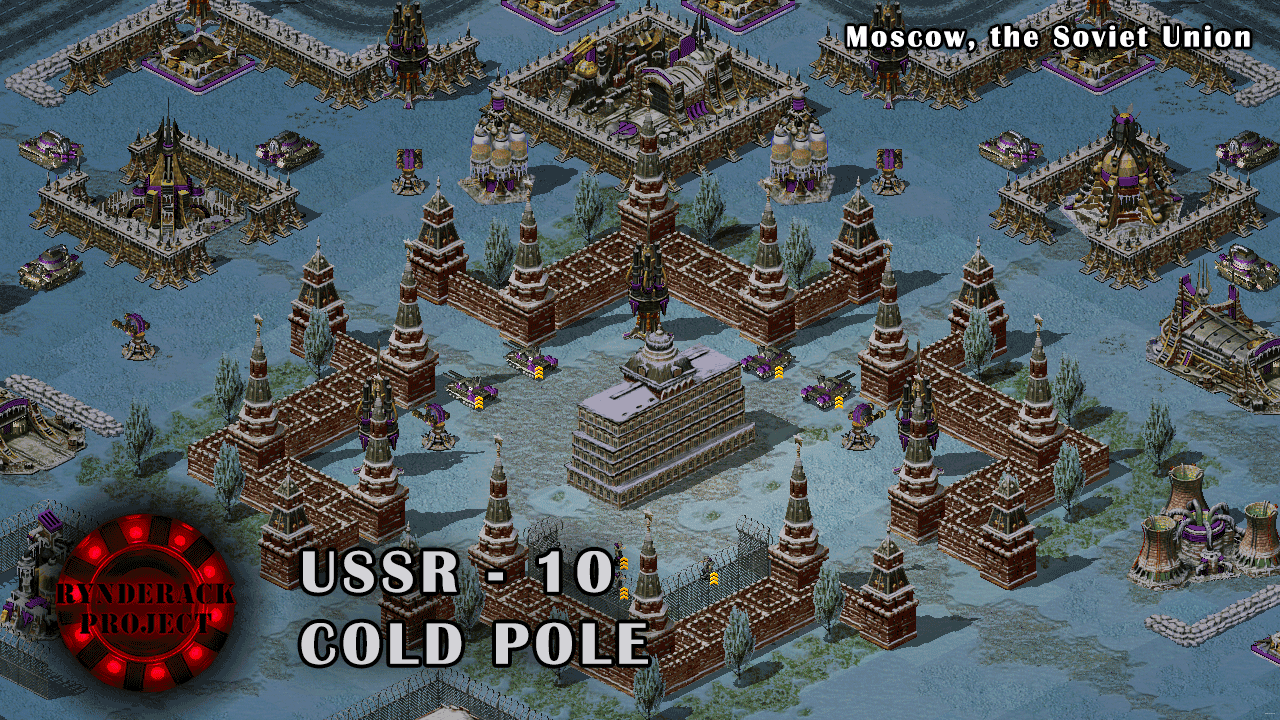 Moscow, the Soviet Union
RYNDERACK
PROJECT
USSR - 10
COLD POLE